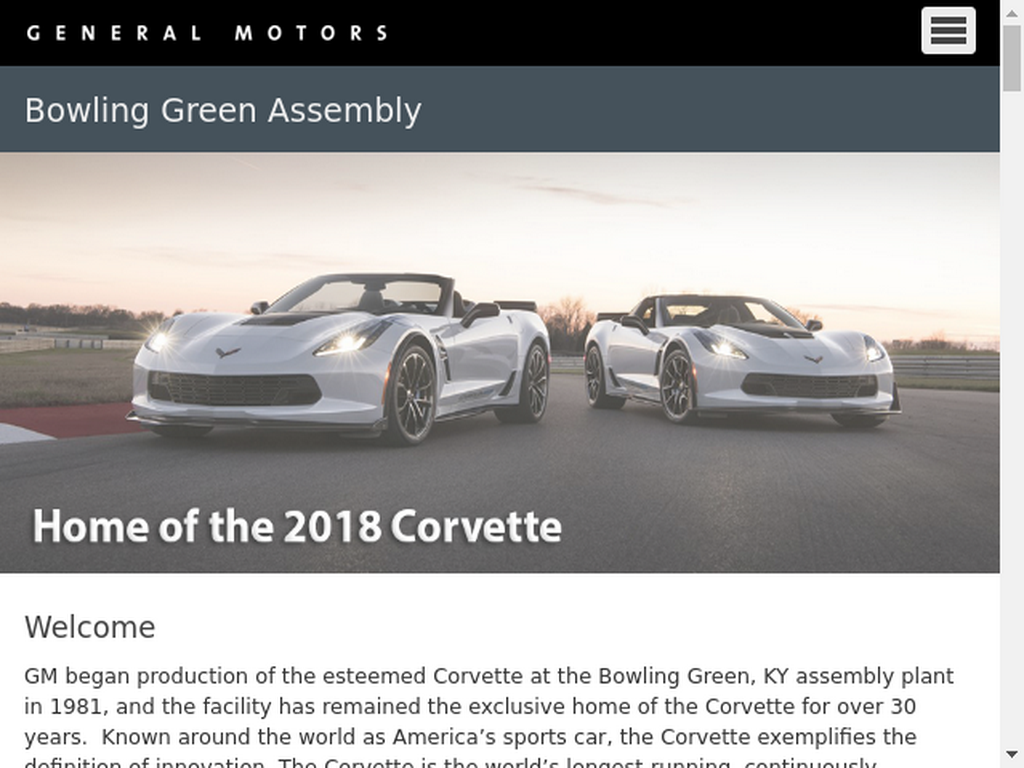 GENERAL MOTORS
Bowling Green Assembly
Home of the 2018 Corvette
Welcome
GM began production of the esteemed Corvette at the Bowling Green, KY assembly plant
in 1981, and the facility has remained the exclusive home of the Corvette for over 30
years.  Known around the world as America’s sports car, the Corvette exemplifies the
definition of innovation. The Corvette is the world’s longest running, continuously